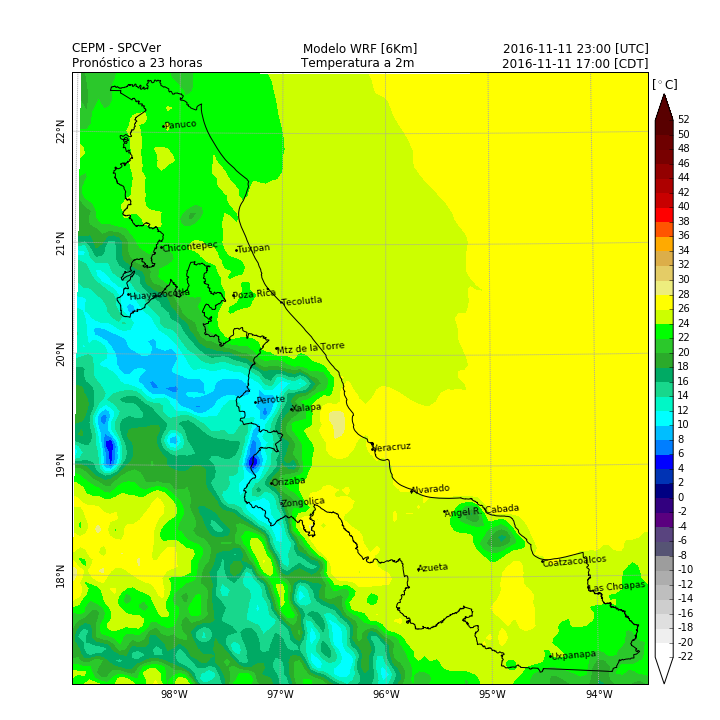 CEPM - SPCVer
Modelo WRF [6Km]
2016-11-11 23:00 [UTC]
Pronóstico a 23 horas
Temperatura a 2m
2016-11-11 17:00 [CDT]
[°C]
52
50
48
46
44
42
40
38
36
34
32
30
28
26
24
22
20
18
16
14
12
10
8
6
4
2
0
-2
-4
-6
-8
-10
-12
-14
-16
-18
-20
-22
22°N
21°N
20°N
19°N
18°N
Panuco
Chicontepec
Tuxpan
Huayacocotla
Poza Rica
Tecolutla
Mtz de la Torre
Perote
Xalapa
Veracruz
Orizaba
Alvarado
Zongolica
Angel R. Cabada
Azueta
Coatzacoalcos
Las Choapas
Uxpanapa
98°W
97°W
96°W
95°W
94°W